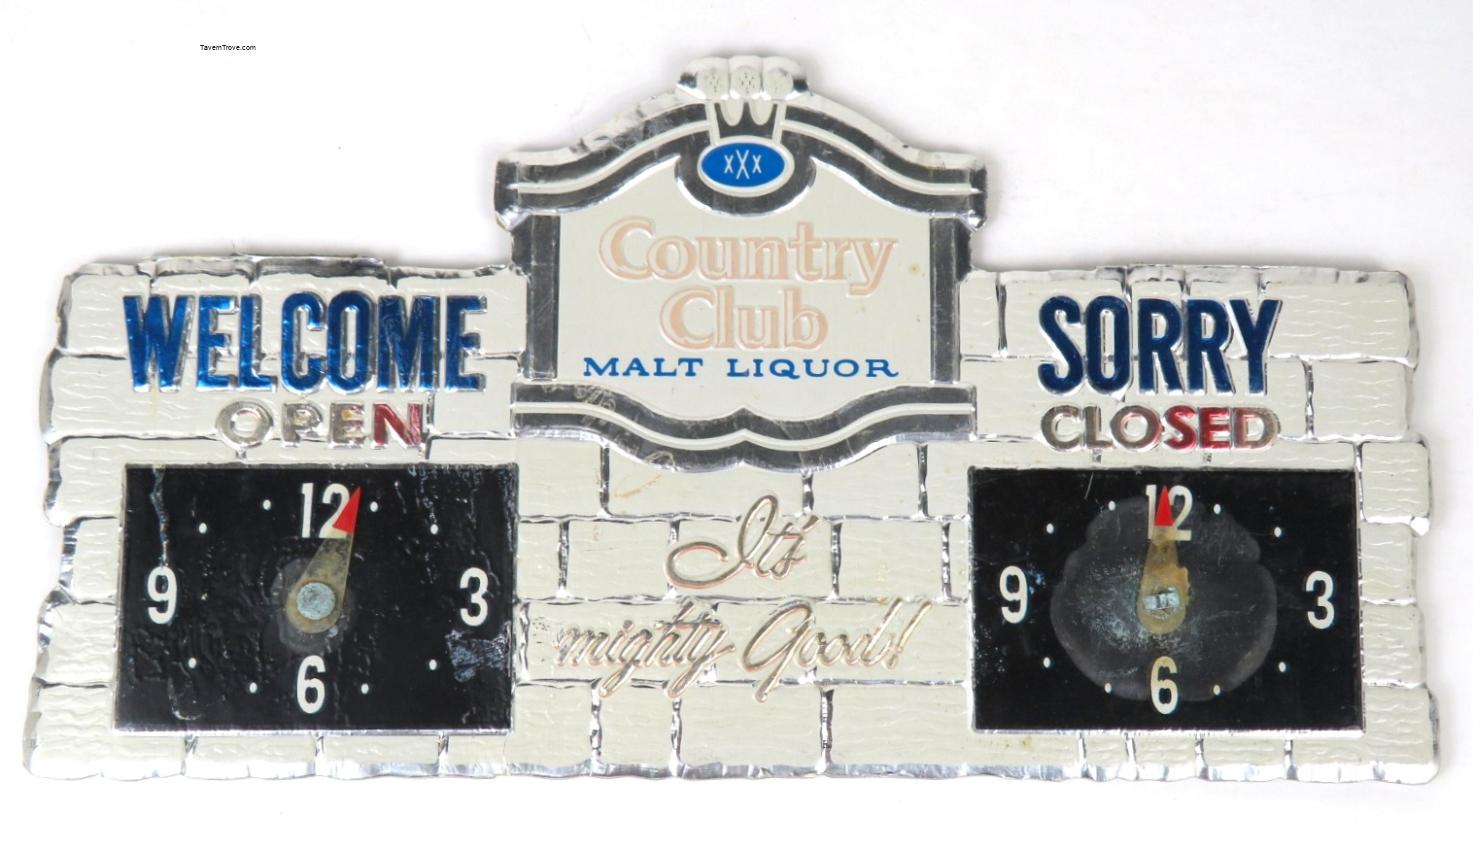 TavernTrove.com
xXx
Country
Club
MALT LIQUOR
WELCOME
OPEN
12
9 3
6
SORRY
CLOSED
12
9 3
6
It's
mighty Good!